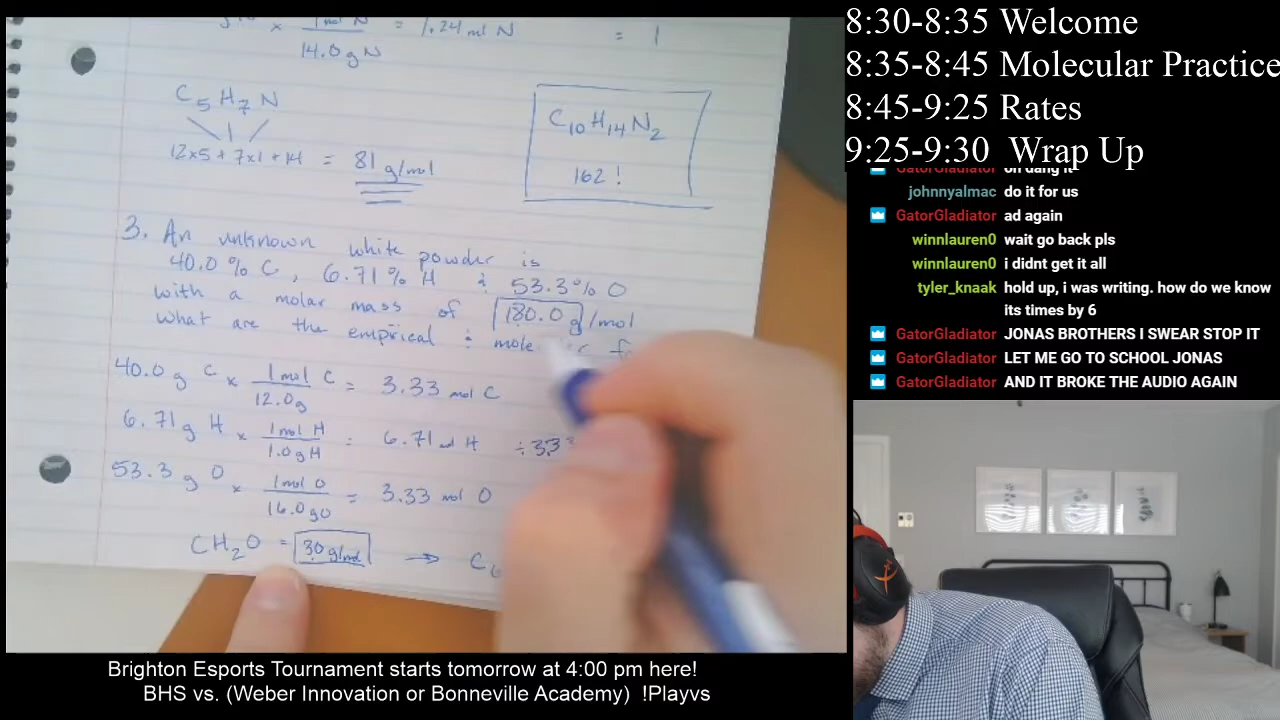 1 mol N
× = 1.24 mol N = 1
14.0 g N
C5H7N
12x5 + 7x1 + 14 = 81 g/mol
C10H14N2
162 !
3. An unknown white powder is
40.0 % C , 6.71 % H & 53.3 % O
with a molar mass of 180.0 g/mol
what are the empirical &
40.0 g C × 1 mol C = 3.33 mol C
12.0 g
6.71 g H × 1 mol H = 6.71 mol H
1.0 g H
53.3 g O × 1 mol O = 3.33 mol O
16.0 g O
CH2O = 30 g/mol → C6
8:30-8:35 Welcome
8:35-8:45 Molecular Practice
8:45-9:25 Rates
9:25-9:30 Wrap Up
GatorGladiator oh dang it
johnnyalmac do it for us
GatorGladiator ad again
winnlauren0 wait go back pls
winnlauren0 i didnt get it all
tyler_knaak hold up, i was writing. how do we know
its times by 6
GatorGladiator JONAS BROTHERS I SWEAR STOP IT
GatorGladiator LET ME GO TO SCHOOL JONAS
GatorGladiator AND IT BROKE THE AUDIO AGAIN
Brighton Esports Tournament starts tomorrow at 4:00 pm here!
BHS vs. (Weber Innovation or Bonneville Academy) !Playvs